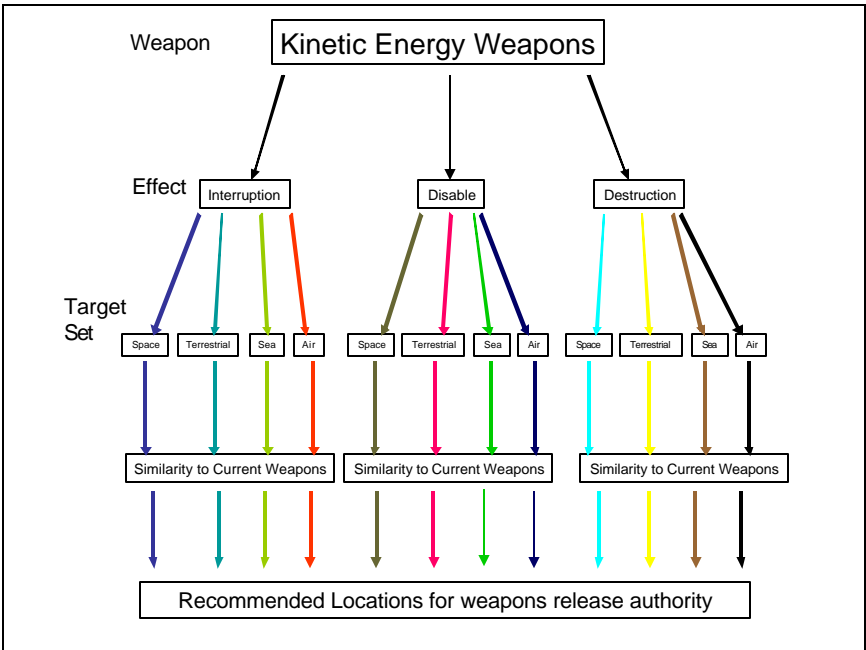 Weapon
Kinetic Energy Weapons
Effect
Interruption
Disable
Destruction
Target
Set
Space
Terrestrial
Sea
Air
Space
Terrestrial
Sea
Air
Space
Terrestrial
Sea
Air
Similarity to Current Weapons
Similarity to Current Weapons
Similarity to Current Weapons
Recommended Locations for weapons release authority